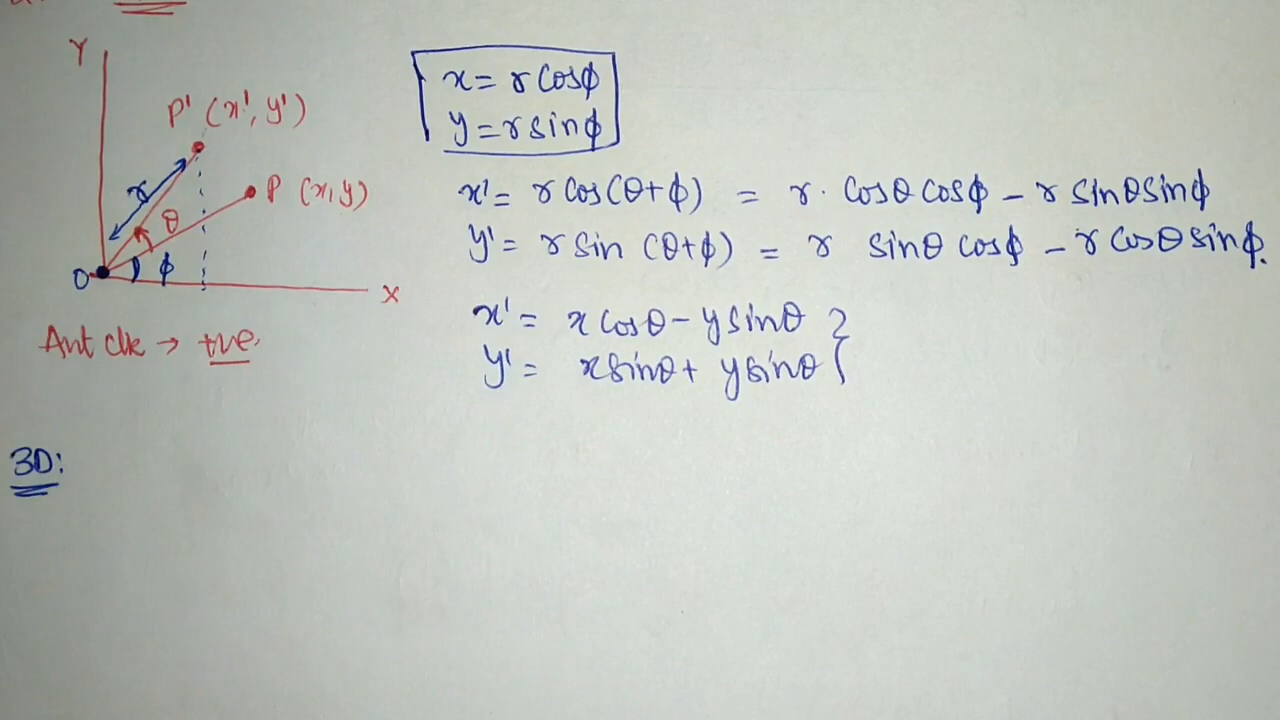 Y
P' (x', y')
P (x, y)
r
θ
O
ϕ
X
Ant clk → +ve.
x = r cosϕ
y = r sinϕ
x' = r cos(θ+ϕ) = r. cosθ cosϕ - r sinθ sinϕ
y' = r sin (θ+ϕ) = r sinθ cosϕ - r cosθ sinϕ.
x' = x cosθ - y sinθ }
y' = x sinθ + y sinθ
3D: